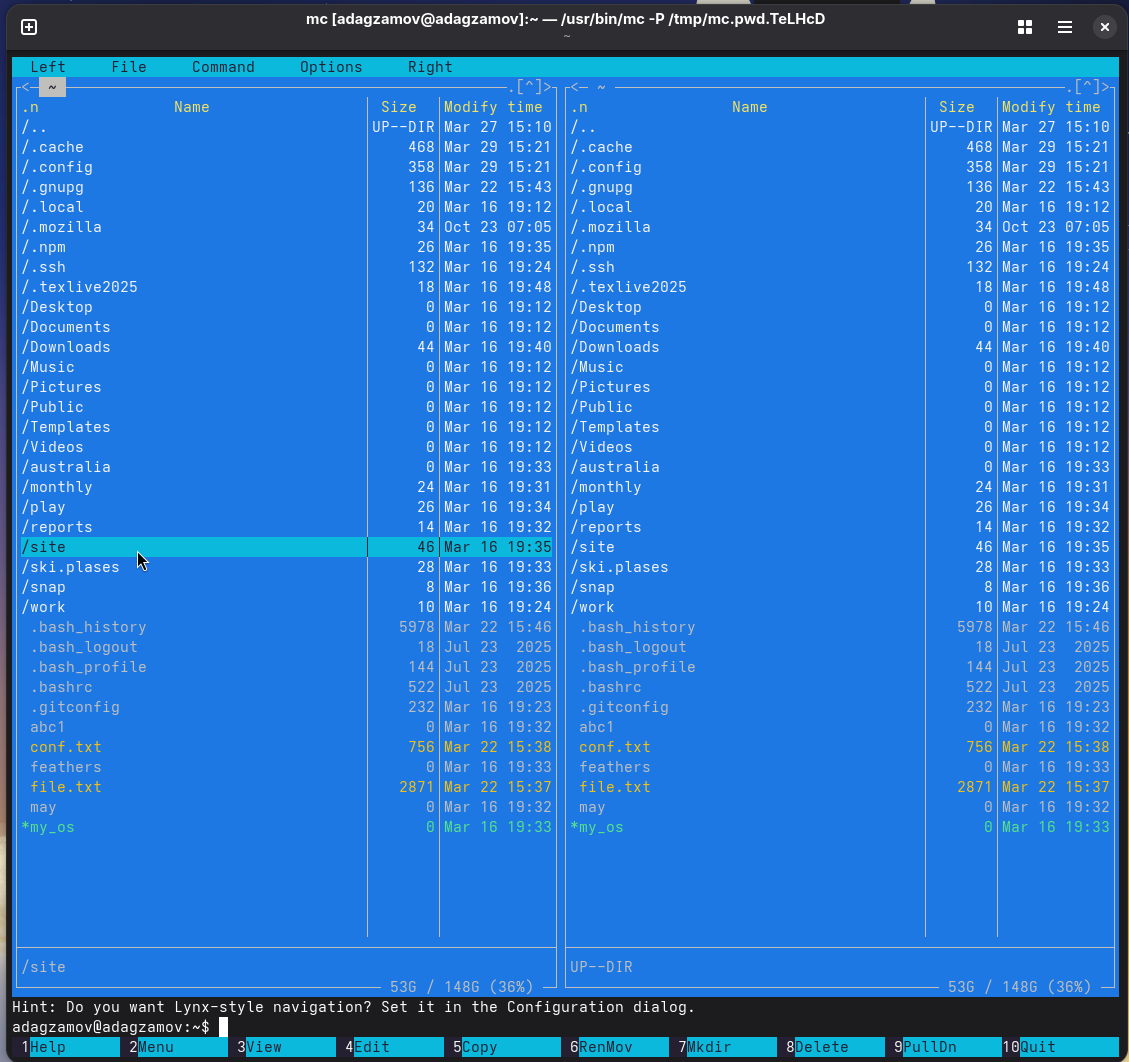 mc [adagzamov@adagzamov]:~ — /usr/bin/mc -P /tmp/mc.pwd.TeLHcD
~
Left File Command Options Right
<─ ~ .[^]> <─ ~ .[^]>
.n Name Size Modify time .n Name Size Modify time
/.. UP--DIR Mar 27 15:10 /.. UP--DIR Mar 27 15:10
/.cache 468 Mar 29 15:21 /.cache 468 Mar 29 15:21
/.config 358 Mar 29 15:21 /.config 358 Mar 29 15:21
/.gnupg 136 Mar 22 15:43 /.gnupg 136 Mar 22 15:43
/.local 20 Mar 16 19:12 /.local 20 Mar 16 19:12
/.mozilla 34 Oct 23 07:05 /.mozilla 34 Oct 23 07:05
/.npm 26 Mar 16 19:35 /.npm 26 Mar 16 19:35
/.ssh 132 Mar 16 19:24 /.ssh 132 Mar 16 19:24
/.texlive2025 18 Mar 16 19:48 /.texlive2025 18 Mar 16 19:48
/Desktop 0 Mar 16 19:12 /Desktop 0 Mar 16 19:12
/Documents 0 Mar 16 19:12 /Documents 0 Mar 16 19:12
/Downloads 44 Mar 16 19:40 /Downloads 44 Mar 16 19:40
/Music 0 Mar 16 19:12 /Music 0 Mar 16 19:12
/Pictures 0 Mar 16 19:12 /Pictures 0 Mar 16 19:12
/Public 0 Mar 16 19:12 /Public 0 Mar 16 19:12
/Templates 0 Mar 16 19:12 /Templates 0 Mar 16 19:12
/Videos 0 Mar 16 19:12 /Videos 0 Mar 16 19:12
/australia 0 Mar 16 19:33 /australia 0 Mar 16 19:33
/monthly 24 Mar 16 19:31 /monthly 24 Mar 16 19:31
/play 26 Mar 16 19:34 /play 26 Mar 16 19:34
/reports 14 Mar 16 19:32 /reports 14 Mar 16 19:32
/site 46 Mar 16 19:35 /site 46 Mar 16 19:35
/ski.plases 28 Mar 16 19:33 /ski.plases 28 Mar 16 19:33
/snap 8 Mar 16 19:36 /snap 8 Mar 16 19:36
/work 10 Mar 16 19:24 /work 10 Mar 16 19:24
.bash_history 5978 Mar 22 15:46 .bash_history 5978 Mar 22 15:46
.bash_logout 18 Jul 23 2025 .bash_logout 18 Jul 23 2025
.bash_profile 144 Jul 23 2025 .bash_profile 144 Jul 23 2025
.bashrc 522 Jul 23 2025 .bashrc 522 Jul 23 2025
.gitconfig 232 Mar 16 19:23 .gitconfig 232 Mar 16 19:23
abc1 0 Mar 16 19:32 abc1 0 Mar 16 19:32
conf.txt 756 Mar 22 15:38 conf.txt 756 Mar 22 15:38
feathers 0 Mar 16 19:33 feathers 0 Mar 16 19:33
file.txt 2871 Mar 22 15:37 file.txt 2871 Mar 22 15:37
may 0 Mar 16 19:32 may 0 Mar 16 19:32
*my_os 0 Mar 16 19:33 *my_os 0 Mar 16 19:33
/site UP--DIR
53G / 148G (36%) 53G / 148G (36%)
Hint: Do you want Lynx-style navigation? Set it in the Configuration dialog.
adagzamov@adagzamov:~$
1Help 2Menu 3View 4Edit 5Copy 6RenMov 7Mkdir 8Delete 9PullDn 10Quit